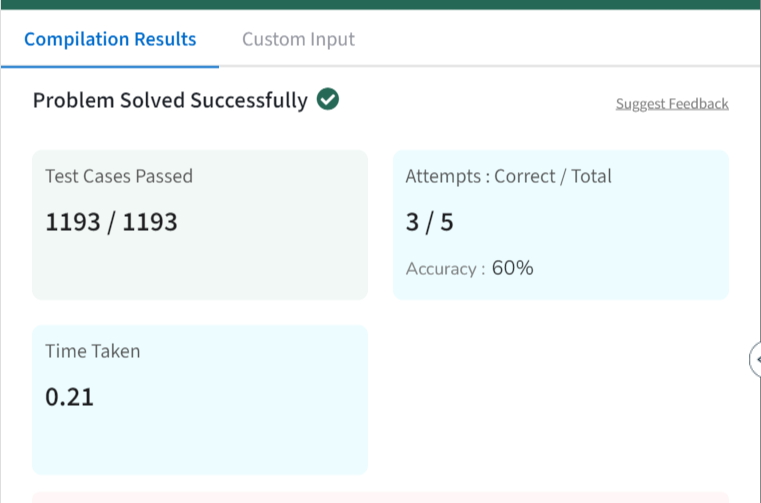 Compilation Results
Custom Input
Problem Solved Successfully
Suggest Feedback
Test Cases Passed
1193 / 1193
Attempts : Correct / Total
3 / 5
Accuracy : 60%
Time Taken
0.21